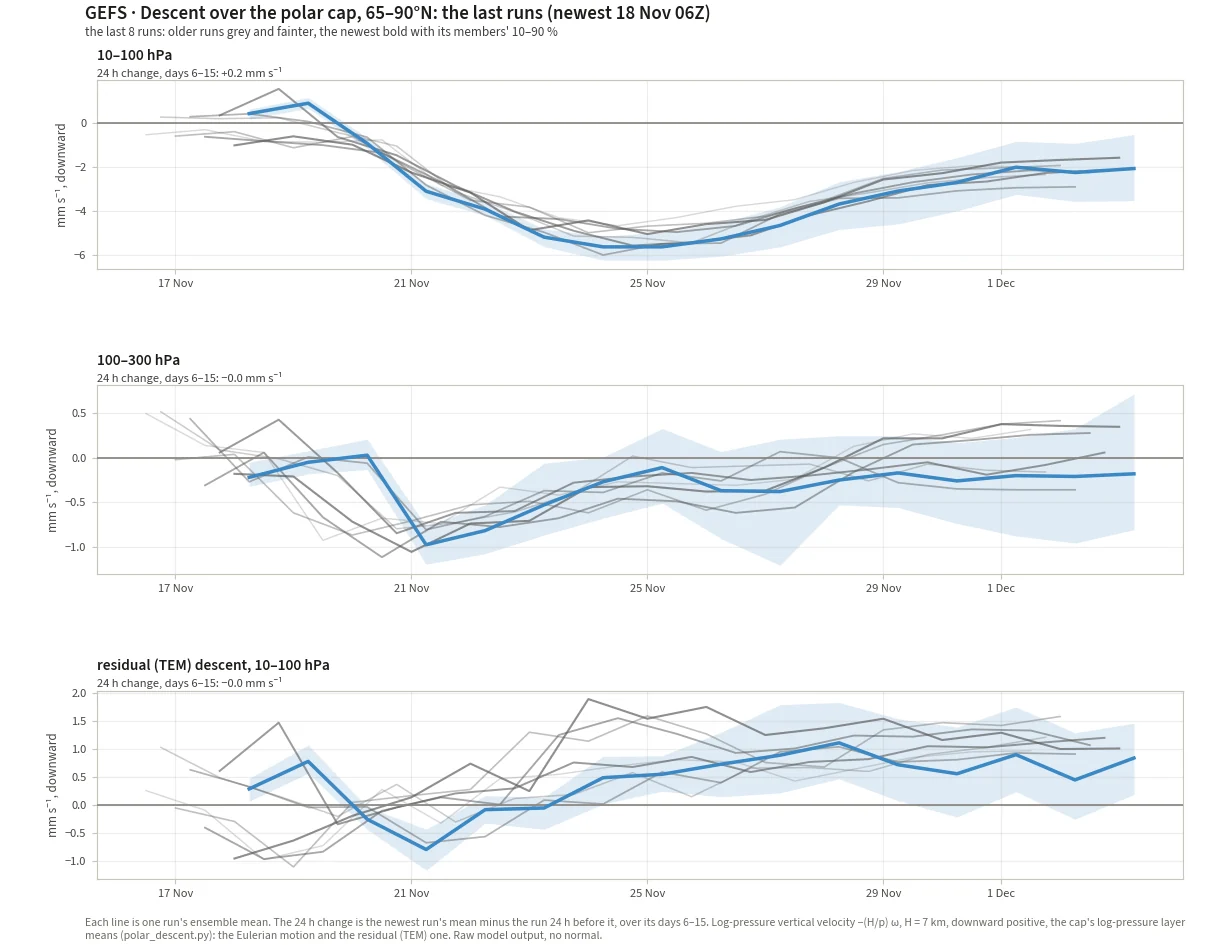 GEFS · Descent over the polar cap, 65–90°N: the last runs (newest 18 Nov 06Z)
the last 8 runs: older runs grey and fainter, the newest bold with its members' 10–90 %
10–100 hPa
24 h change, days 6–15: +0.2 mm s⁻¹
0
−2
−4
−6
mm s⁻¹, downward
17 Nov
21 Nov
25 Nov
29 Nov
1 Dec
100–300 hPa
24 h change, days 6–15: −0.0 mm s⁻¹
0.5
0.0
−0.5
−1.0
mm s⁻¹, downward
17 Nov
21 Nov
25 Nov
29 Nov
1 Dec
residual (TEM) descent, 10–100 hPa
24 h change, days 6–15: −0.0 mm s⁻¹
2.0
1.5
1.0
0.5
0.0
−0.5
−1.0
mm s⁻¹, downward
17 Nov
21 Nov
25 Nov
29 Nov
1 Dec
Each line is one run's ensemble mean. The 24 h change is the newest run's mean minus the run 24 h before it, over its days 6–15. Log-pressure vertical velocity −(H/p) ω, H = 7 km, downward positive, the cap's log-pressure layer
means (polar_descent.py): the Eulerian motion and the residual (TEM) one. Raw model output, no normal.